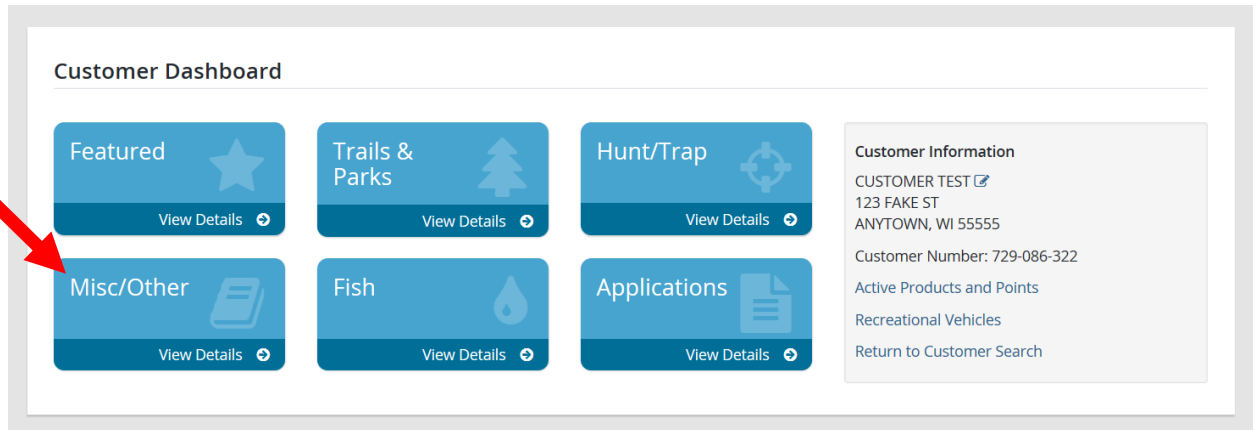 Customer Dashboard
Featured
View Details
Trails &
Parks
View Details
Hunt/Trap
View Details
Misc/Other
View Details
Fish
View Details
Applications
View Details
Customer Information
CUSTOMER TEST
123 FAKE ST
ANYTOWN, WI 55555
Customer Number: 729-086-322
Active Products and Points
Recreational Vehicles
Return to Customer Search